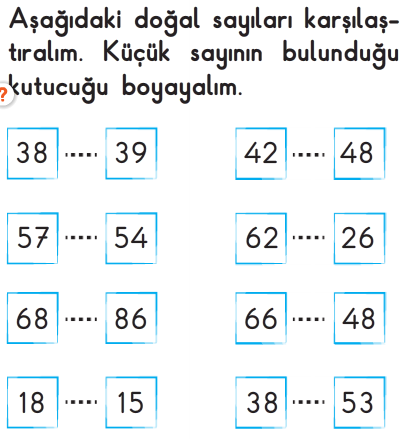 Aşağıdaki doğal sayıları karşılaş-
tıralım. Küçük sayının bulunduğu
kutucuğu boyayalım.
?
38 ..... 39 42 ..... 48
57 ..... 54 62 ..... 26
68 ..... 86 66 ..... 48
18 ..... 15 38 ..... 53